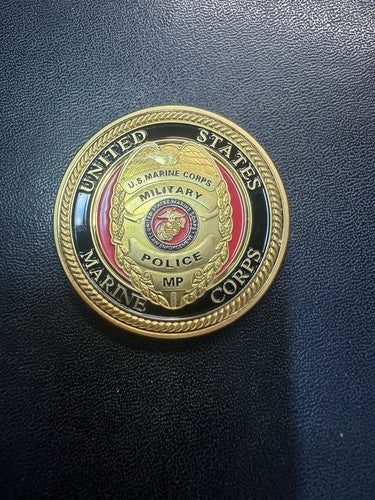 UNITED STATES
MARINE CORPS
U.S. MARINE CORPS
MILITARY
POLICE
MP